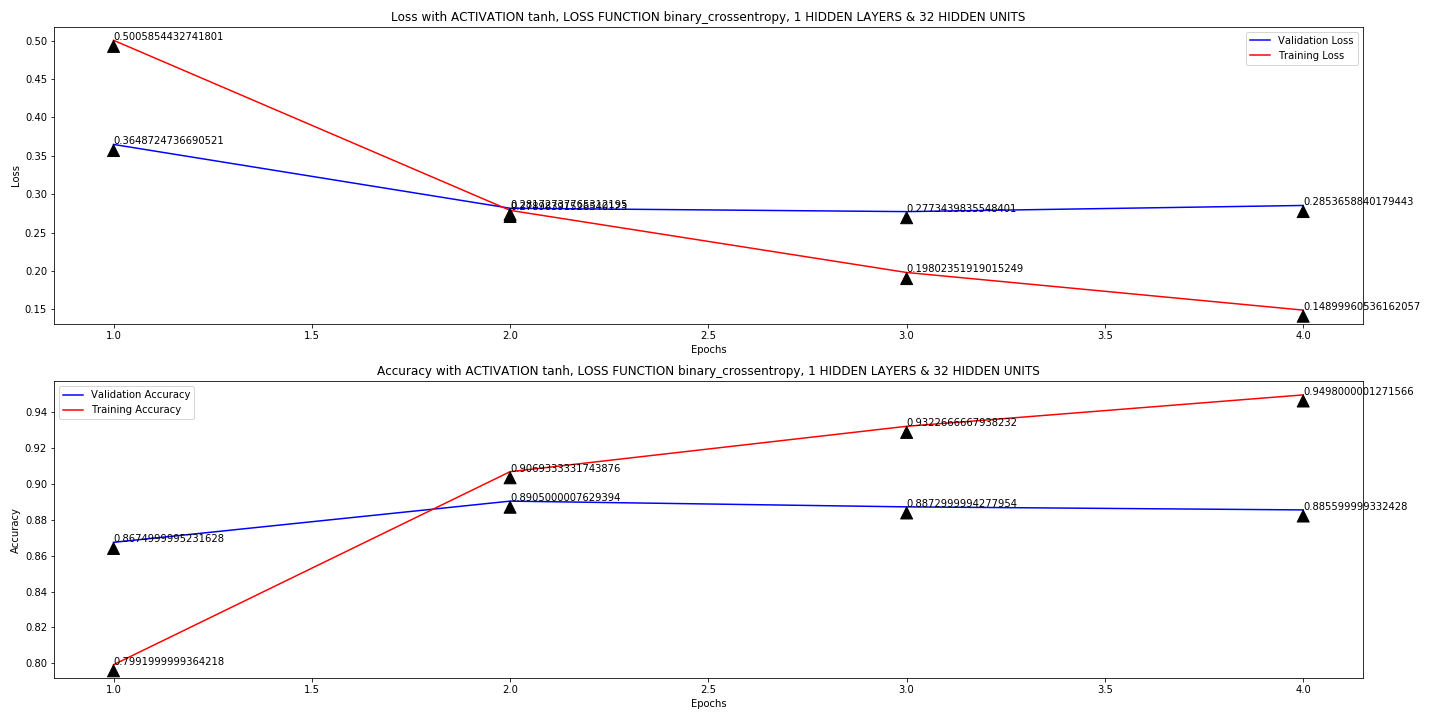 Loss with ACTIVATION tanh, LOSS FUNCTION binary_crossentropy, 1 HIDDEN LAYERS & 32 HIDDEN UNITS
0.50
0.45
0.40
0.35
0.30
0.25
0.20
0.15
Loss
0.5005854432741801
0.3648724736690521
0.2773439835548401
0.19802351919015249
0.2853658840179443
0.14899960536162057
Validation Loss
Training Loss
1.0 1.5 2.0 2.5 3.0 3.5 4.0
Epochs
Accuracy with ACTIVATION tanh, LOSS FUNCTION binary_crossentropy, 1 HIDDEN LAYERS & 32 HIDDEN UNITS
Validation Accuracy
Training Accuracy
0.94
0.92
0.90
0.88
0.86
0.84
0.82
0.80
Accuracy
0.8674999995231628
0.7991999999364218
0.9069333331743876
0.8905000007629394
0.9322666667938232
0.8872999994277954
0.9498000001271566
0.885599999332428
1.0 1.5 2.0 2.5 3.0 3.5 4.0
Epochs